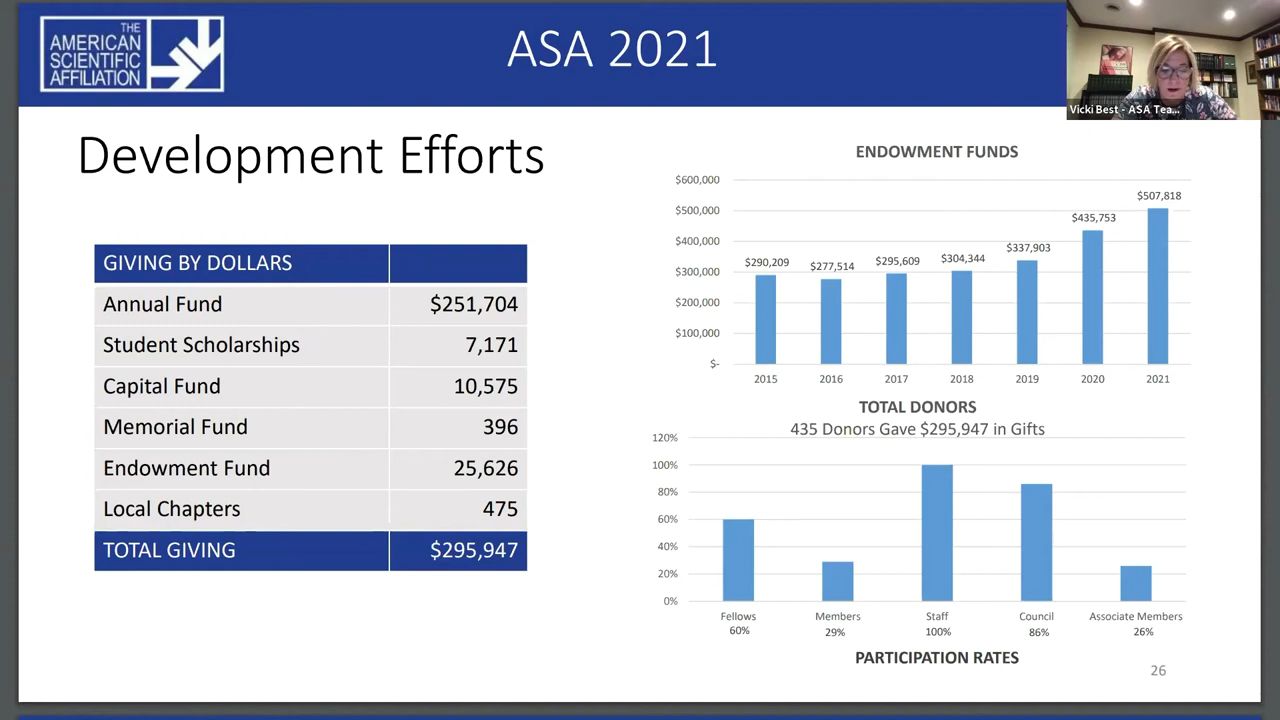 THE
AMERICAN
SCIENTIFIC
AFFILIATION
ASA 2021
Vicki Best - ASA Tea...
Development Efforts
GIVING BY DOLLARS
Annual Fund $251,704
Student Scholarships 7,171
Capital Fund 10,575
Memorial Fund 396
Endowment Fund 25,626
Local Chapters 475
TOTAL GIVING $295,947
ENDOWMENT FUNDS
$600,000
$500,000
$400,000
$300,000
$200,000
$100,000
$-
$290,209
$277,514
$295,609
$304,344
$337,903
$435,753
$507,818
2015 2016 2017 2018 2019 2020 2021
TOTAL DONORS
435 Donors Gave $295,947 in Gifts
120%
100%
80%
60%
40%
20%
0%
Fellows Members Staff Council Associate Members
60% 29% 100% 86% 26%
PARTICIPATION RATES
26